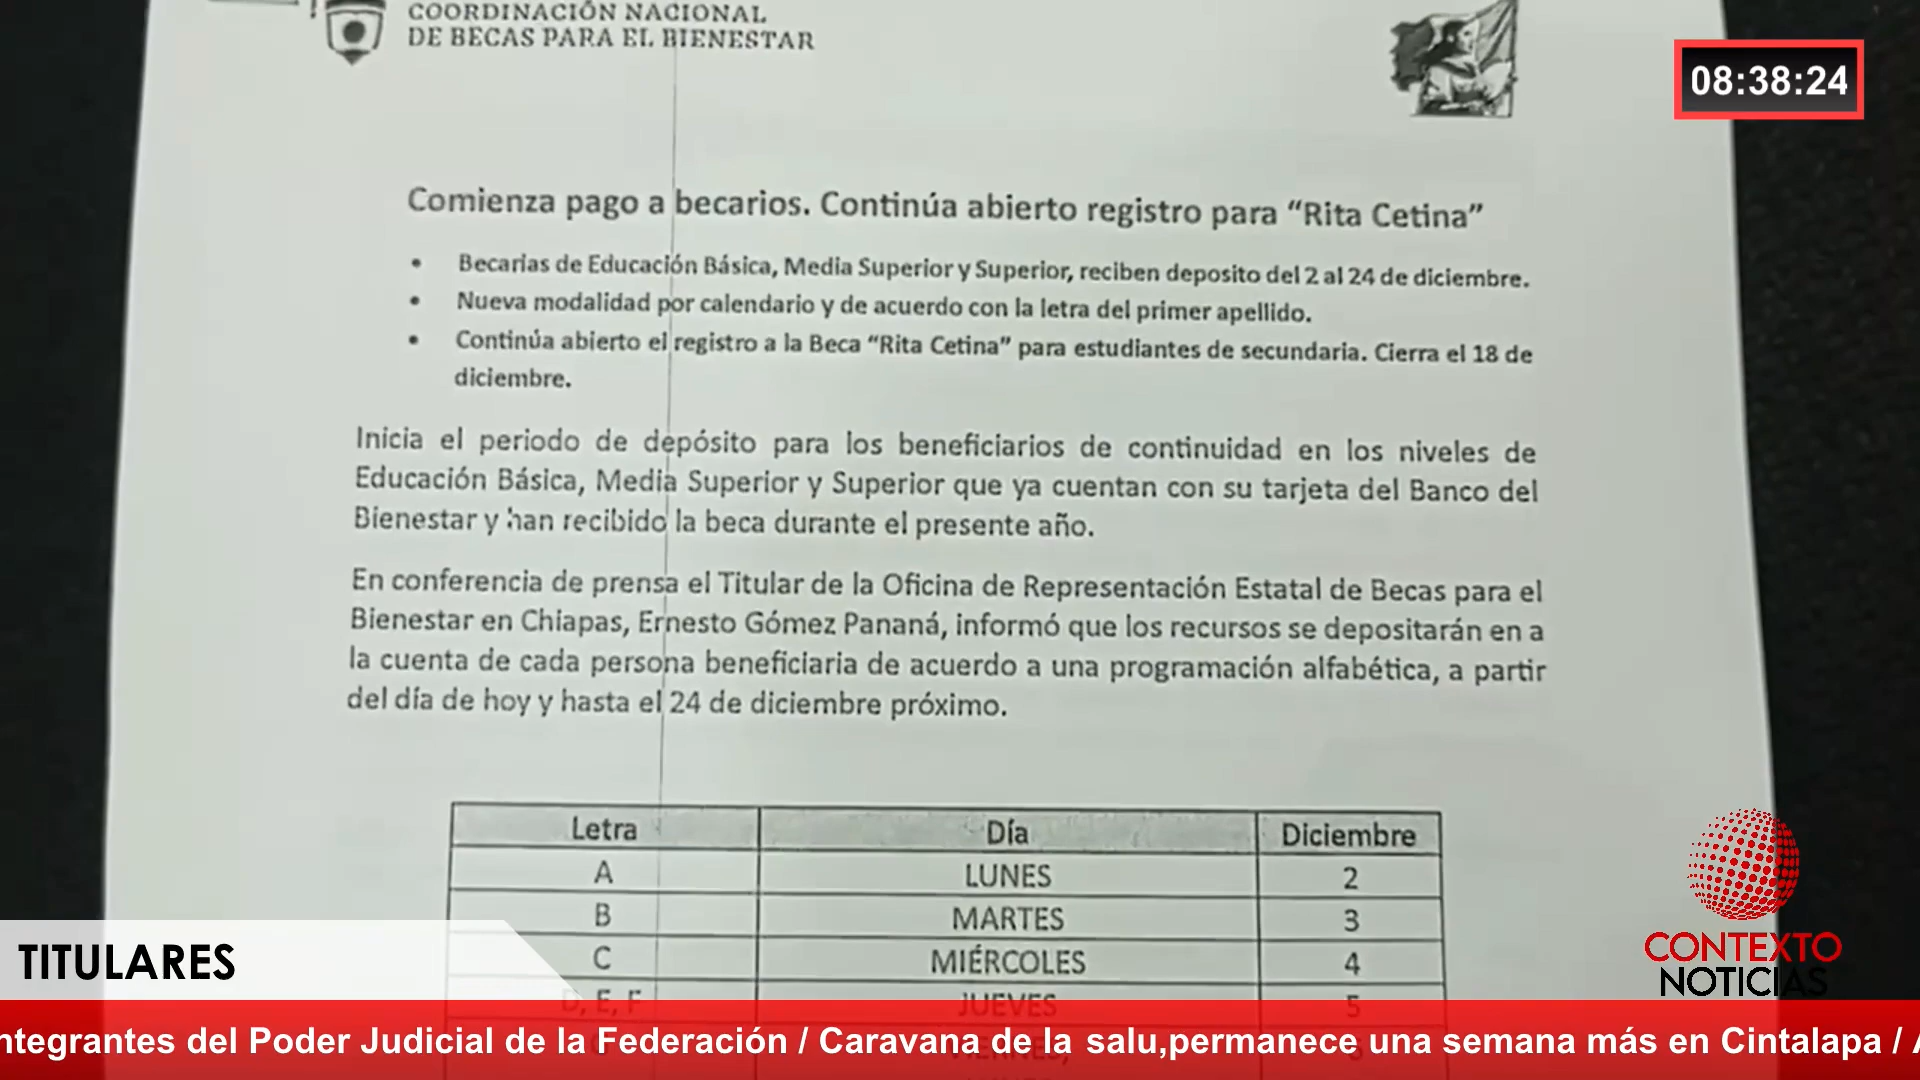 COORDINACIÓN NACIONAL
DE BECAS PARA EL BIENESTAR
08:38:24
Comienza pago a becarios. Continúa abierto registro para “Rita Cetina”
• Becarias de Educación Básica, Media Superior y Superior, reciben deposito del 2 al 24 de diciembre.
• Nueva modalidad por calendario y de acuerdo con la letra del primer apellido.
• Continúa abierto el registro a la Beca “Rita Cetina” para estudiantes de secundaria. Cierra el 18 de
diciembre.
Inicia el periodo de depósito para los beneficiarios de continuidad en los niveles de
Educación Básica, Media Superior y Superior que ya cuentan con su tarjeta del Banco del
Bienestar y han recibido la beca durante el presente año.
En conferencia de prensa el Titular de la Oficina de Representación Estatal de Becas para el
Bienestar en Chiapas, Ernesto Gómez Pananá, informó que los recursos se depositarán en a
la cuenta de cada persona beneficiaria de acuerdo a una programación alfabética, a partir
del día de hoy y hasta el 24 de diciembre próximo.
Letra Día Diciembre
A LUNES 2
B MARTES 3
C MIÉRCOLES 4
D, E, F JUEVES 5
CONTEXTO
NOTICIAS
TITULARES
ntegrantes del Poder Judicial de la Federación / Caravana de la salu,permanece una semana más en Cintalapa / A